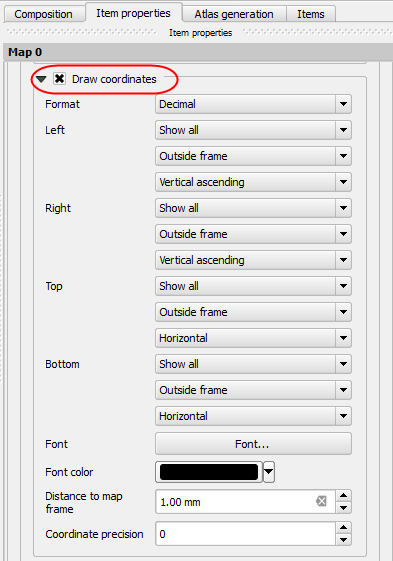 Composition Item properties Atlas generation Items
Item properties
Map 0
Draw coordinates
Format Decimal
Left Show all
Outside frame
Vertical ascending
Right Show all
Outside frame
Vertical ascending
Top Show all
Outside frame
Horizontal
Bottom Show all
Outside frame
Horizontal
Font Font...
Font color
Distance to map
frame 1.00 mm
Coordinate precision 0